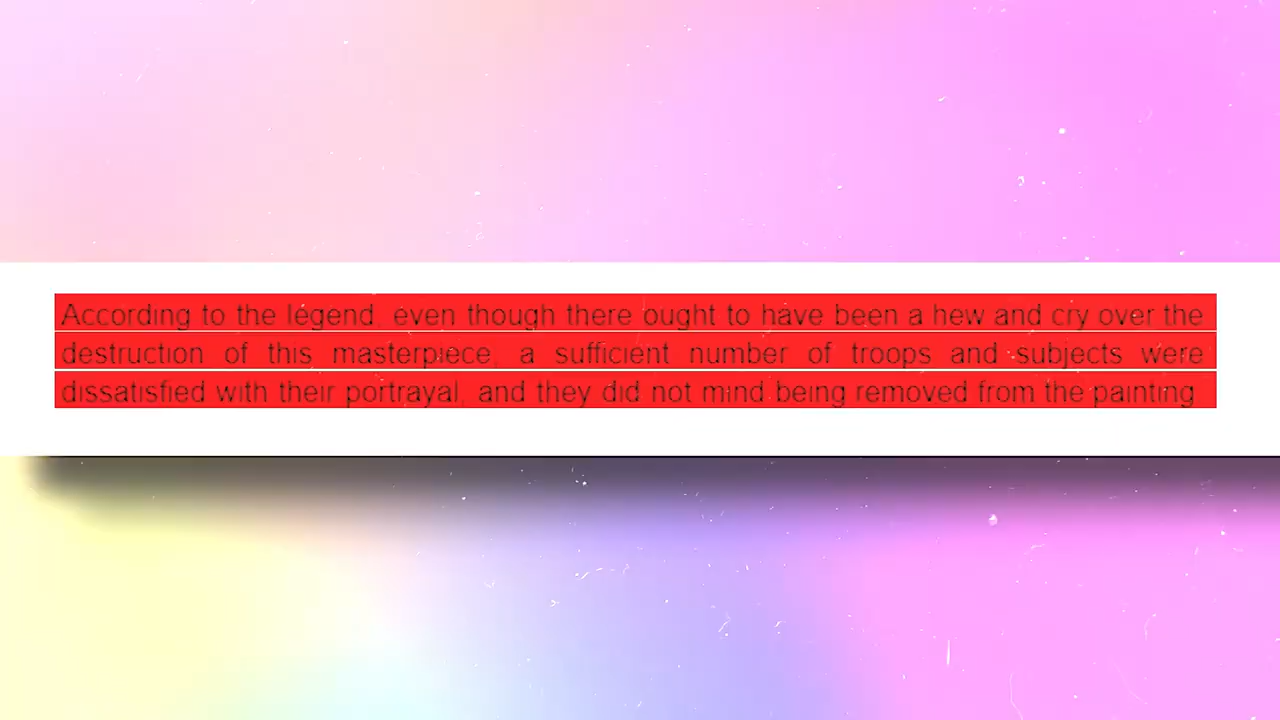 According to the legend, even though there ought to have been a hew and cry over the
destruction of this masterpiece, a sufficient number of troops and subjects were
dissatisfied with their portrayal, and they did not mind being removed from the painting.